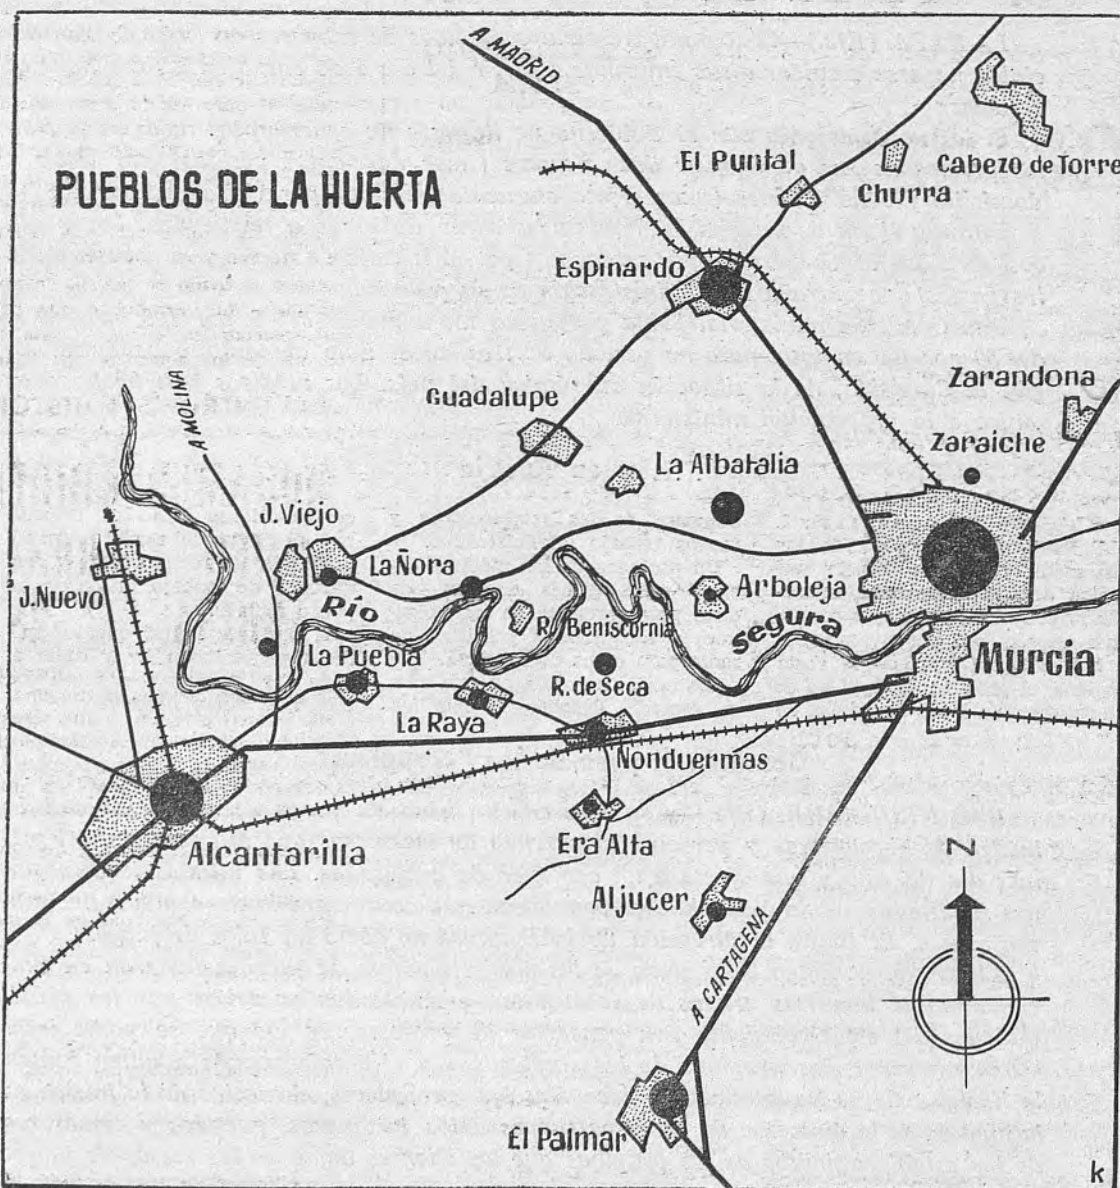 A MADRID
El Puntal
Cabezo de Torre
Churra
PUEBLOS DE LA HUERTA
Espinardo
Zarandona
A MOLINA
Guadalupe
Zaraiche
La Albatalia
J. Viejo
La Ñora
J. Nuevo
Río
Arboleja
R. Beniscornia
Segura
La Puebla
Murcia
R. de Seca
La Raya
Nonduermas
Era Alta
Alcantarilla
N
Aljucer
A CARTAGENA
El Palmar
k